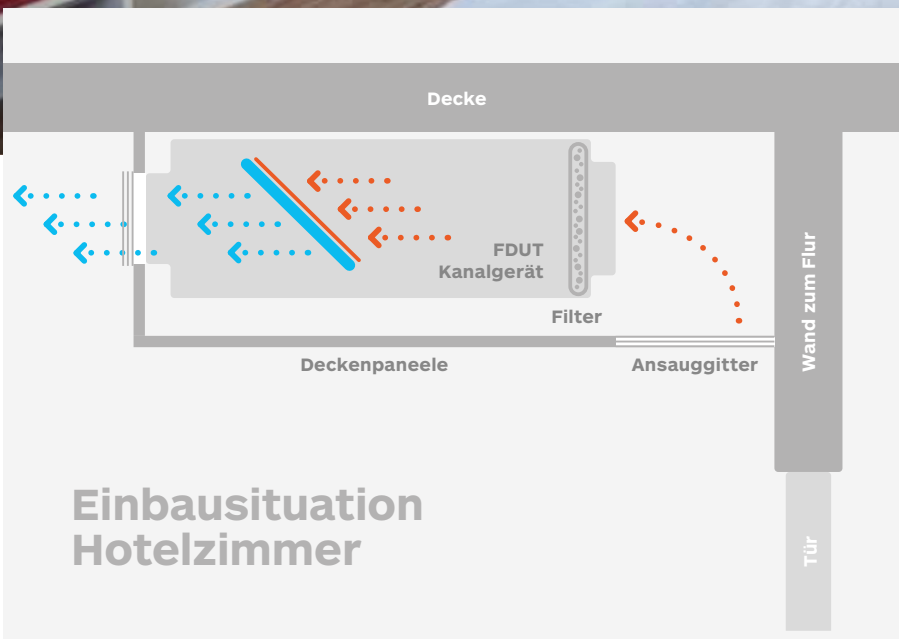 Decke
FDUT
Kanalgerät
Filter
Deckenpaneele
Ansauggitter
Wand zum Flur
Tür
Einbausituation
Hotelzimmer